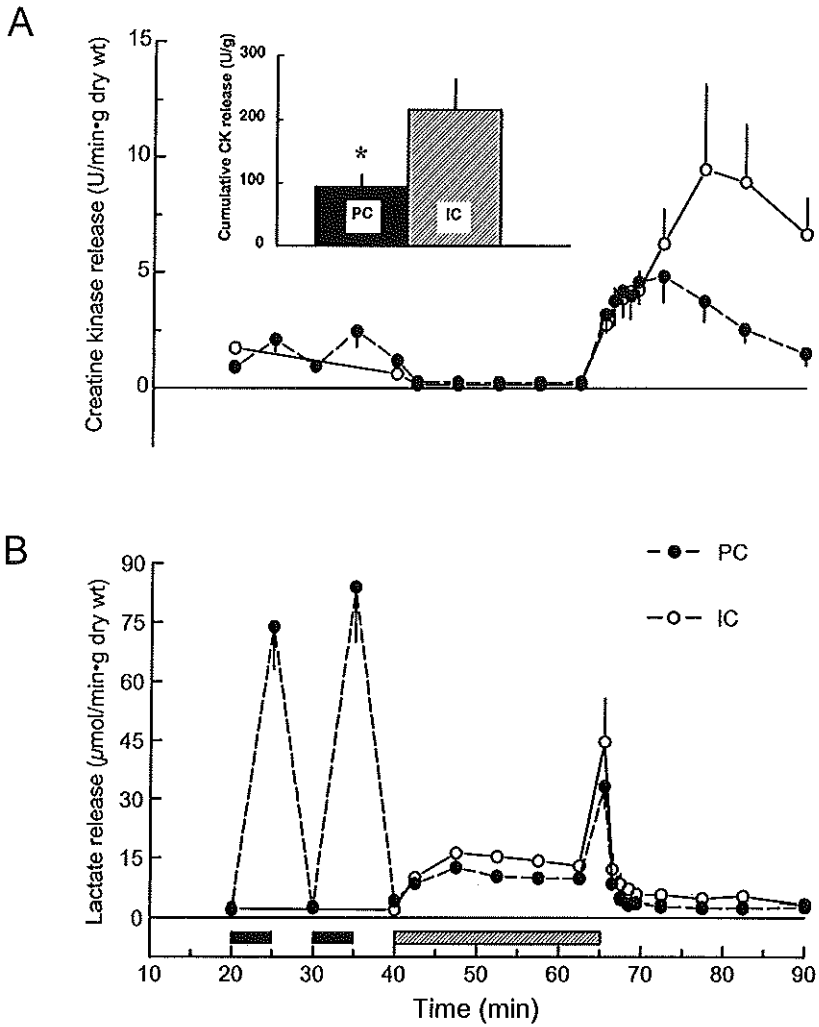 A
Creatine kinase release (U/min•g dry wt)
15
10
5
0
Cumulative CK release (U/g)
300
200
100
0
*
PC
IC
B
Lactate release (µmol/min•g dry wt)
90
75
60
45
30
15
0
PC
IC
10 20 30 40 50 60 70 80 90
Time (min)